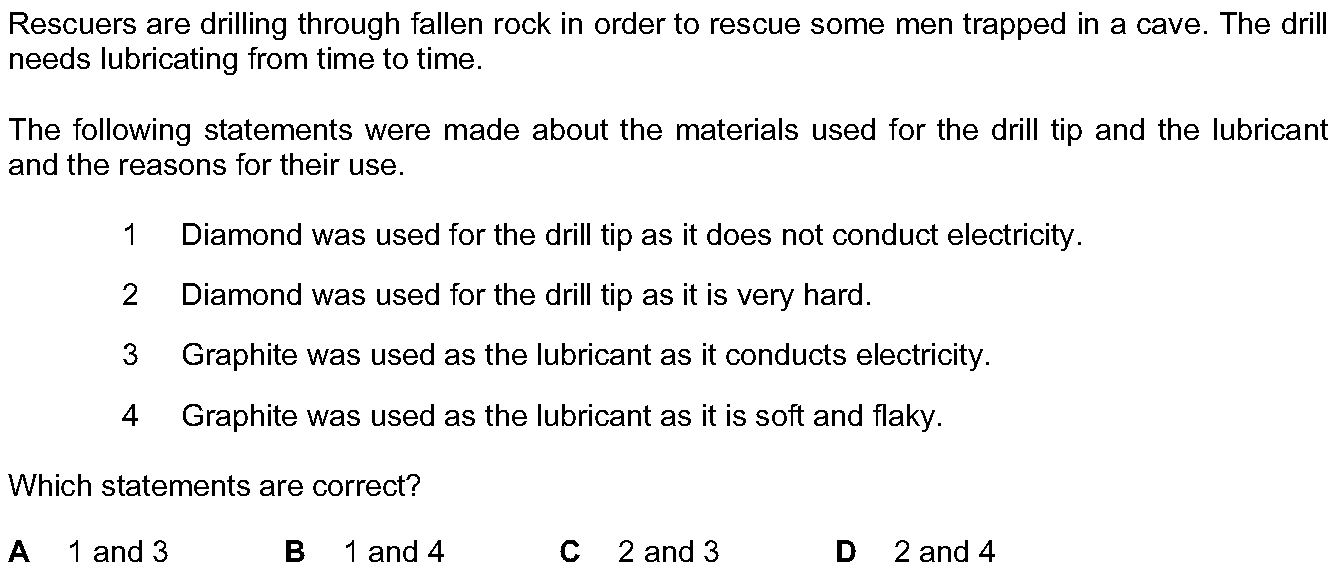 Rescuers are drilling through fallen rock in order to rescue some men trapped in a cave. The drill
needs lubricating from time to time.
The following statements were made about the materials used for the drill tip and the lubricant
and the reasons for their use.
1 Diamond was used for the drill tip as it does not conduct electricity.
2 Diamond was used for the drill tip as it is very hard.
3 Graphite was used as the lubricant as it conducts electricity.
4 Graphite was used as the lubricant as it is soft and flaky.
Which statements are correct?
A 1 and 3 B 1 and 4 C 2 and 3 D 2 and 4